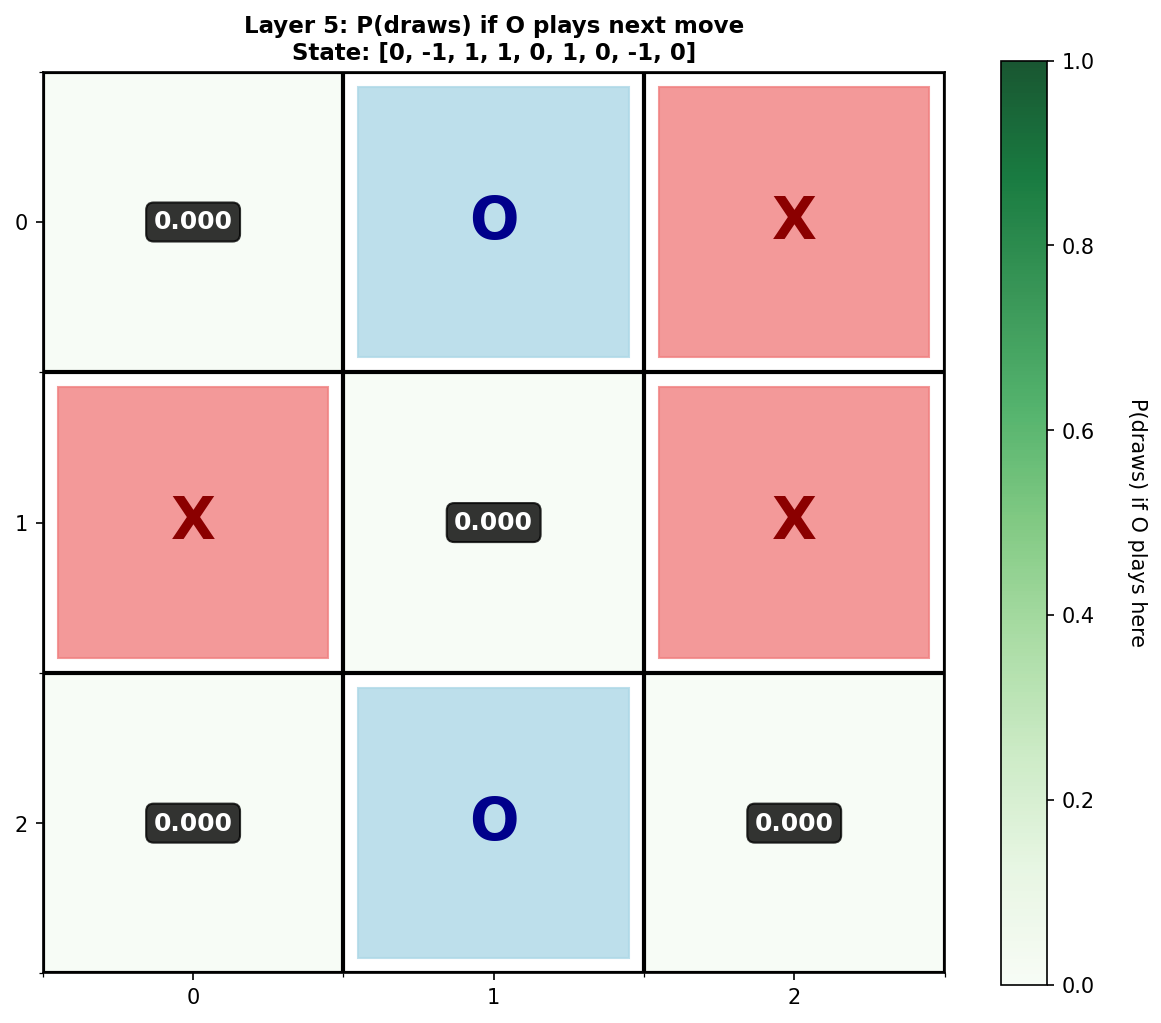 Layer 5: P(draws) if O plays next move
State: [0, -1, 1, 1, 0, 1, 0, -1, 0]
0
0.000
O
X
1
X
0.000
X
2
0.000
O
0.000
0
1
2
1.0
0.8
0.6
0.4
0.2
0.0
P(draws) if O plays here